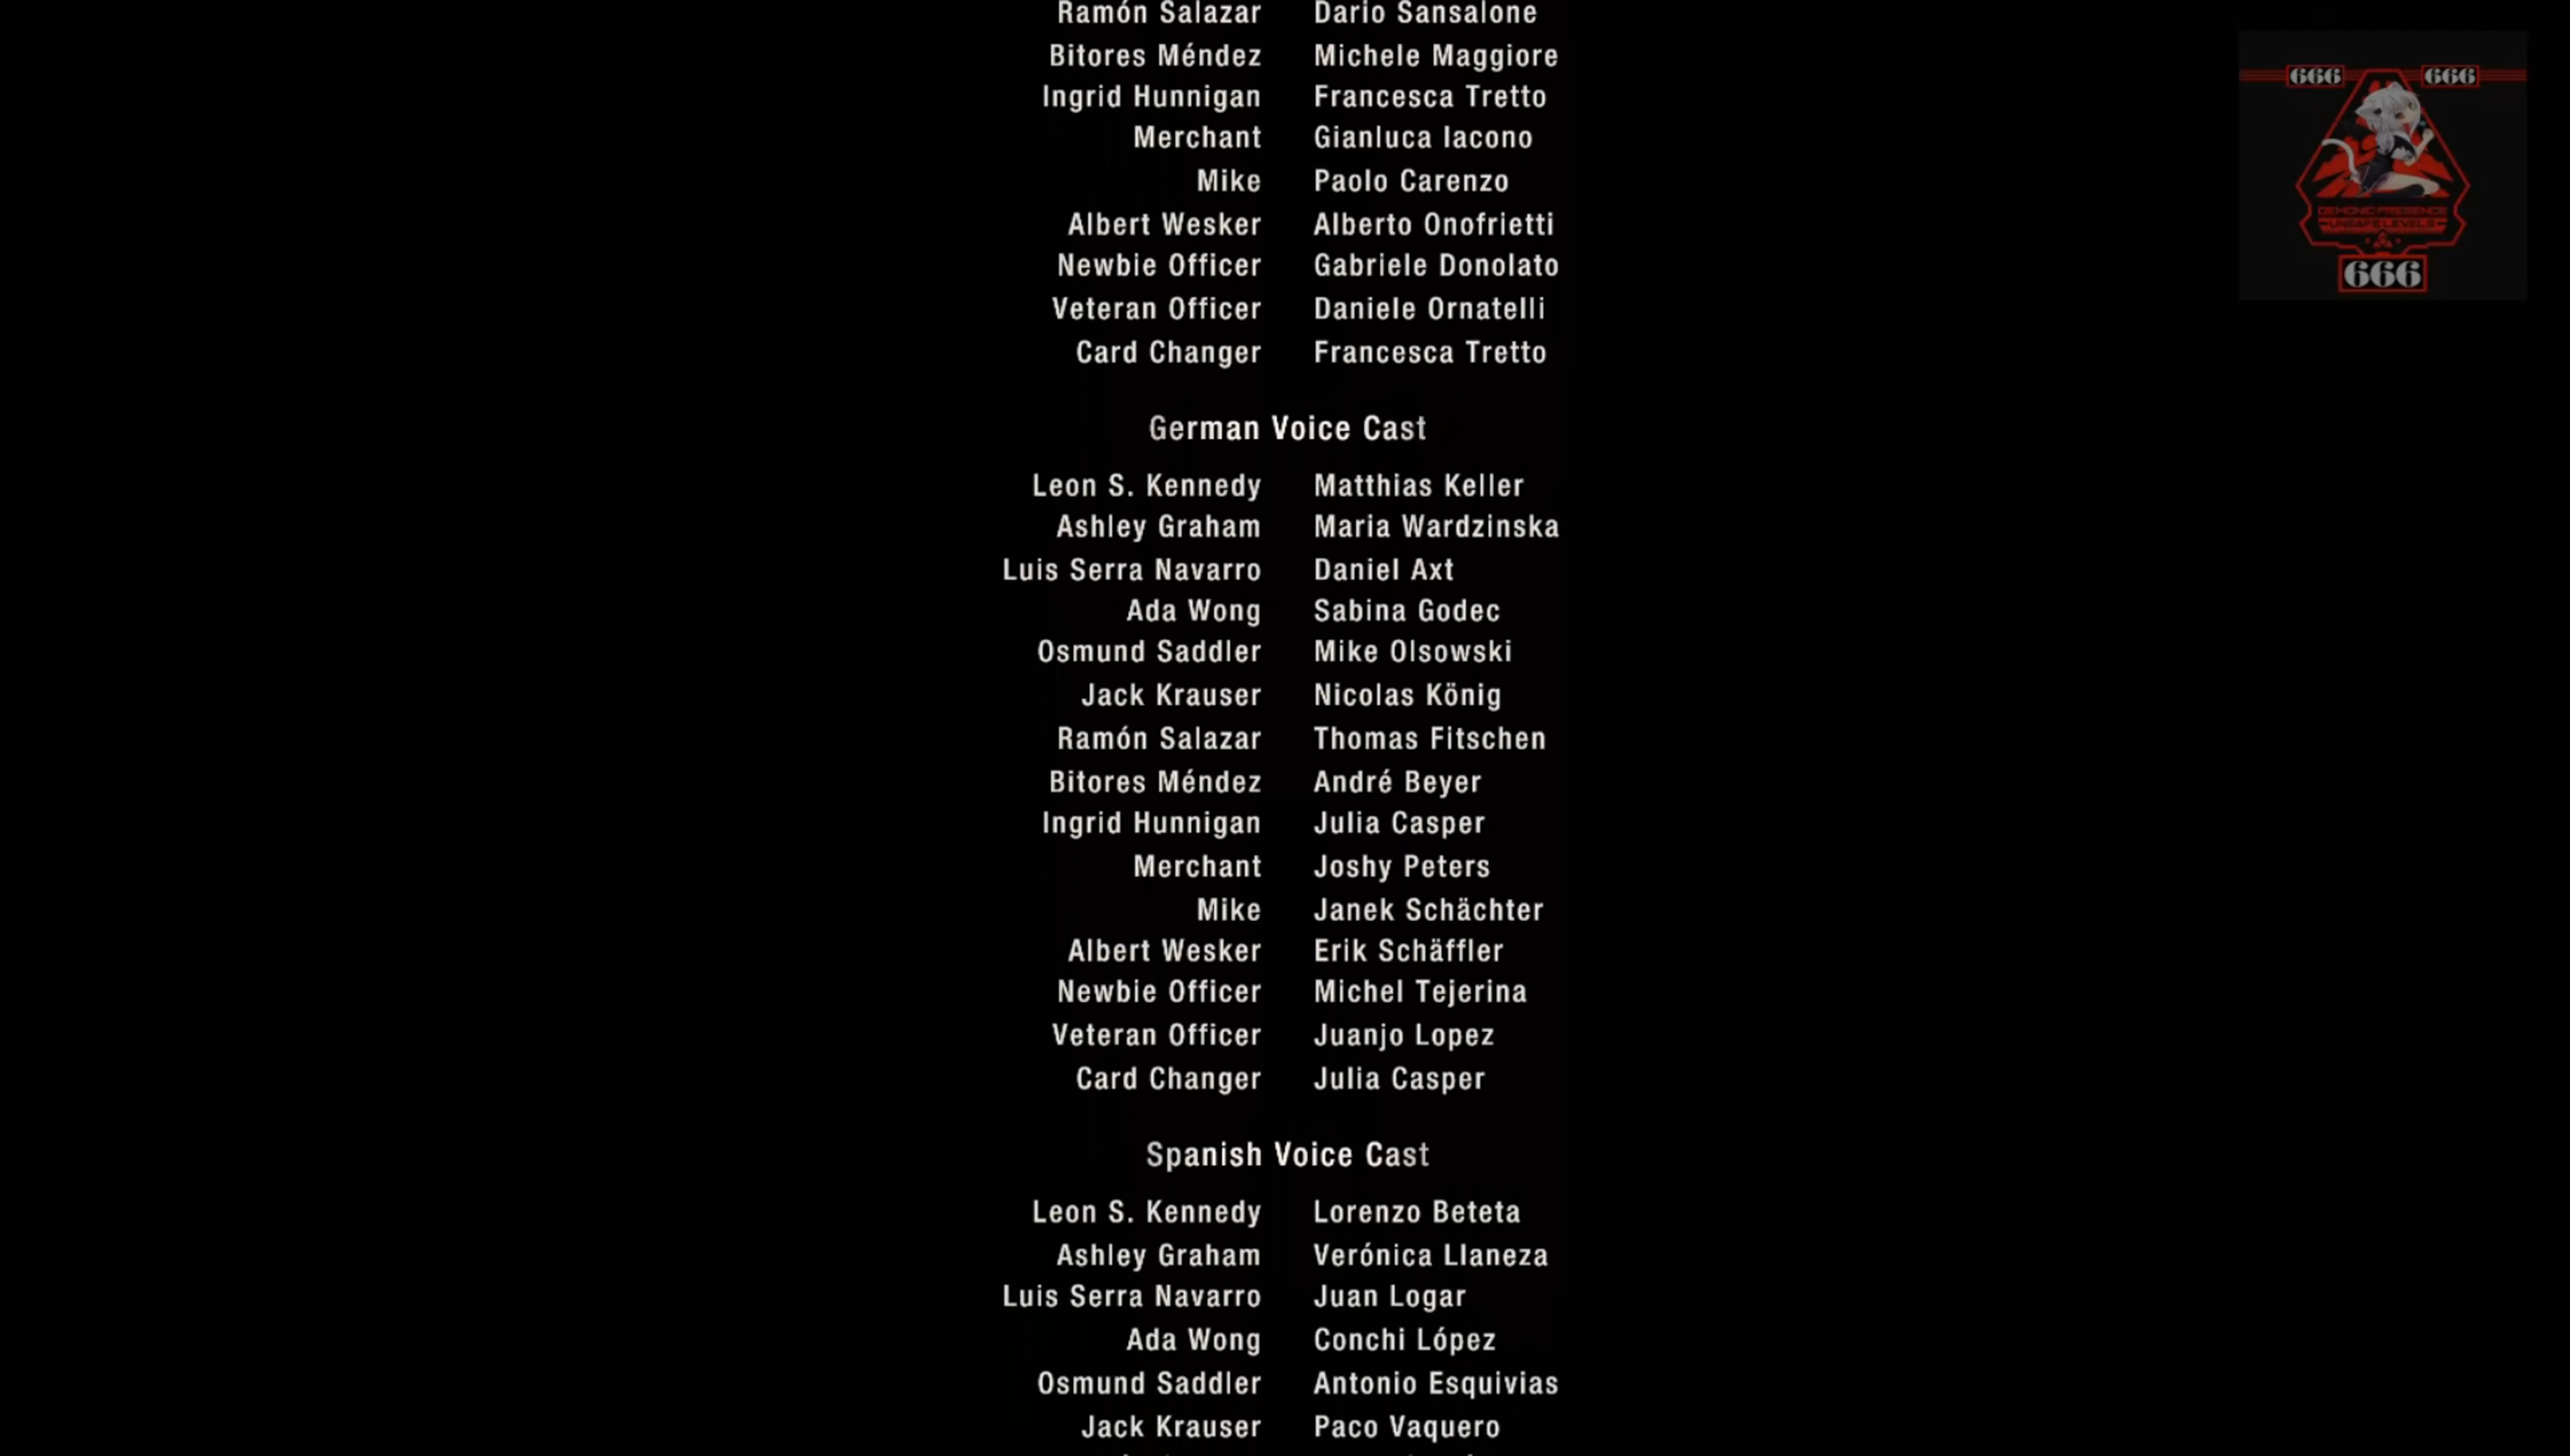 Ramón Salazar Dario Sansalone
Bitores Méndez Michele Maggiore
Ingrid Hunnigan Francesca Tretto
Merchant Gianluca Iacono
Mike Paolo Carenzo
Albert Wesker Alberto Onofrietti
Newbie Officer Gabriele Donolato
Veteran Officer Daniele Ornatelli
Card Changer Francesca Tretto
German Voice Cast
Leon S. Kennedy Matthias Keller
Ashley Graham Maria Wardzinska
Luis Serra Navarro Daniel Axt
Ada Wong Sabina Godec
Osmund Saddler Mike Olsowski
Jack Krauser Nicolas König
Ramón Salazar Thomas Fitschen
Bitores Méndez André Beyer
Ingrid Hunnigan Julia Casper
Merchant Joshy Peters
Mike Janek Schächter
Albert Wesker Erik Schäffler
Newbie Officer Michel Tejerina
Veteran Officer Juanjo Lopez
Card Changer Julia Casper
Spanish Voice Cast
Leon S. Kennedy Lorenzo Beteta
Ashley Graham Verónica Llaneza
Luis Serra Navarro Juan Logar
Ada Wong Conchi López
Osmund Saddler Antonio Esquivias
Jack Krauser Paco Vaquero
666 666
DEMONIC PRESENCE
UNSAFE LEVELS
666